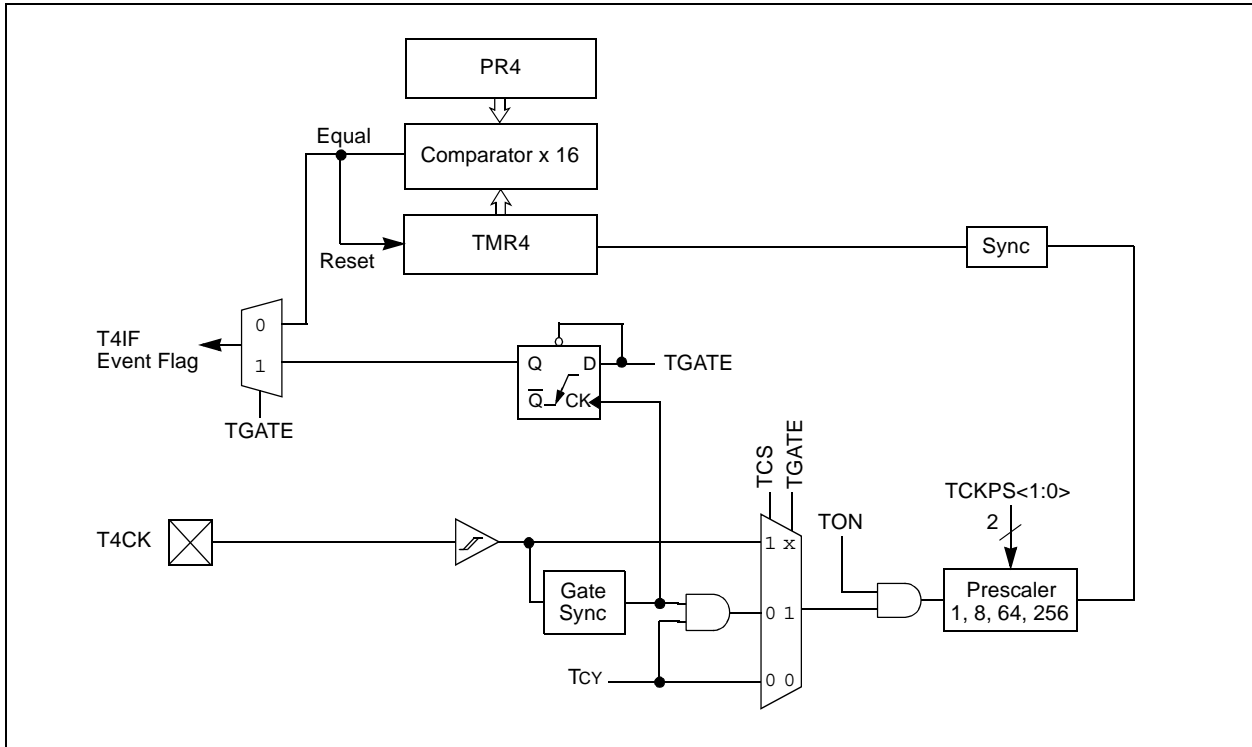 PR4
Equal
Comparator x 16
TMR4
Reset
Sync
0
T4IF
Event Flag
1
Q D
TGATE
Q CK
TGATE
TCS
TGATE
TCKPS<1:0>
2
TON
T4CK
1 x
Prescaler
1, 8, 64, 256
Gate
Sync
0 1
TCY
0 0